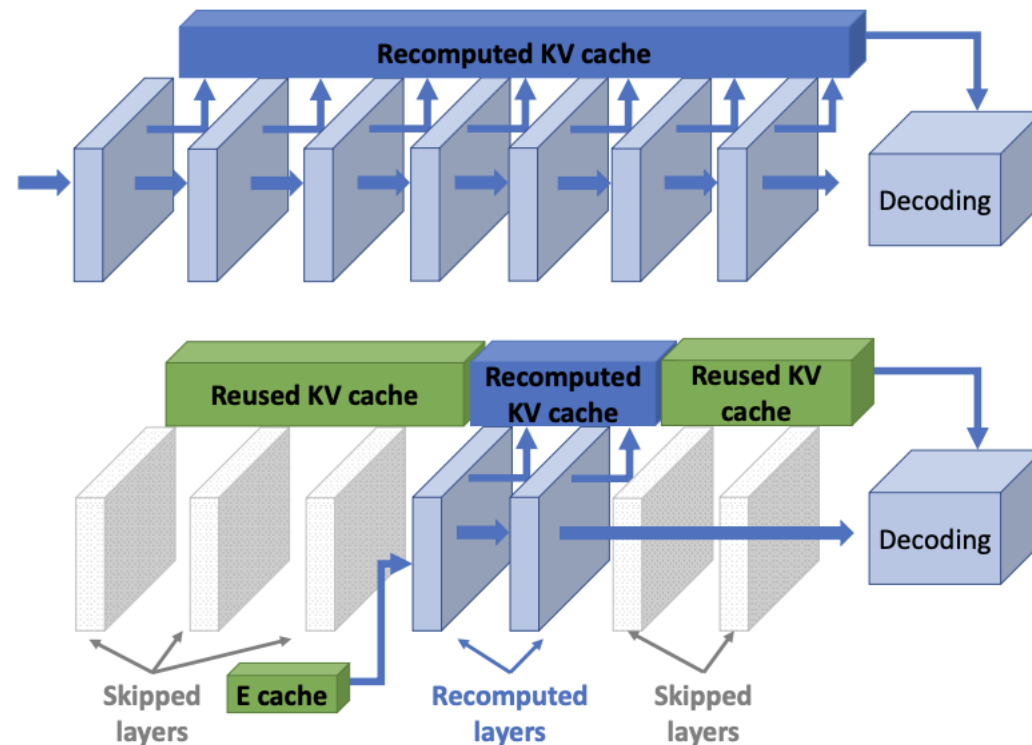 Recomputed KV cache
Decoding
Reused KV cache
Recomputed
KV cache
Reused KV
cache
Decoding
Skipped
layers
E cache
Recomputed
layers
Skipped
layers